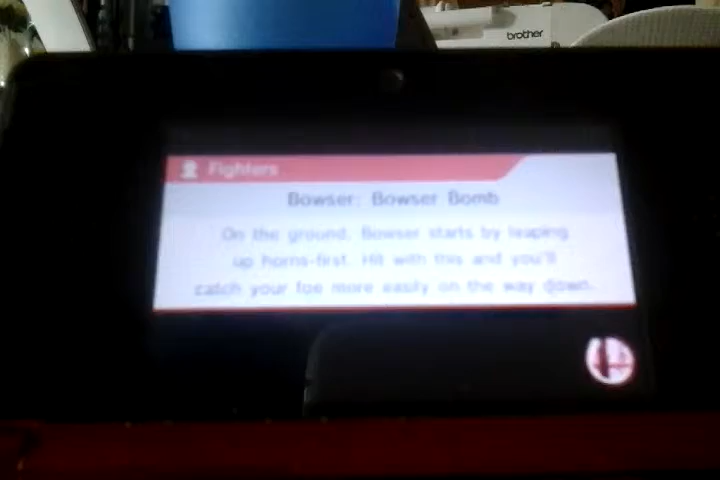 brother
Fighters
Bowser: Bowser Bomb
On the ground, Bowser starts by leaping
up horns-first. Hit with this and you'll
catch your foe more easily on the way down.